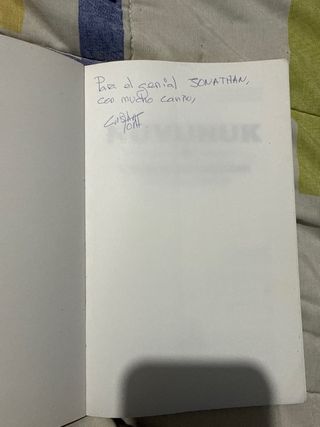 Para el genial JONATHAN,
con mucho cariño,